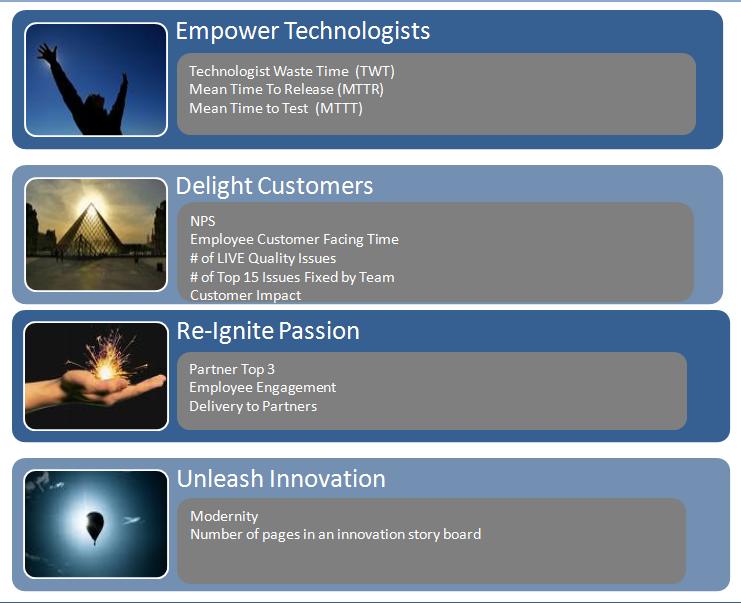 Empower Technologists
Technologist Waste Time (TWT)
Mean Time To Release (MTTR)
Mean Time to Test (MTTT)
Delight Customers
NPS
Employee Customer Facing Time
# of LIVE Quality Issues
# of Top 15 Issues Fixed by Team
Customer Impact
Re-Ignite Passion
Partner Top 3
Employee Engagement
Delivery to Partners
Unleash Innovation
Modernity
Number of pages in an innovation story board